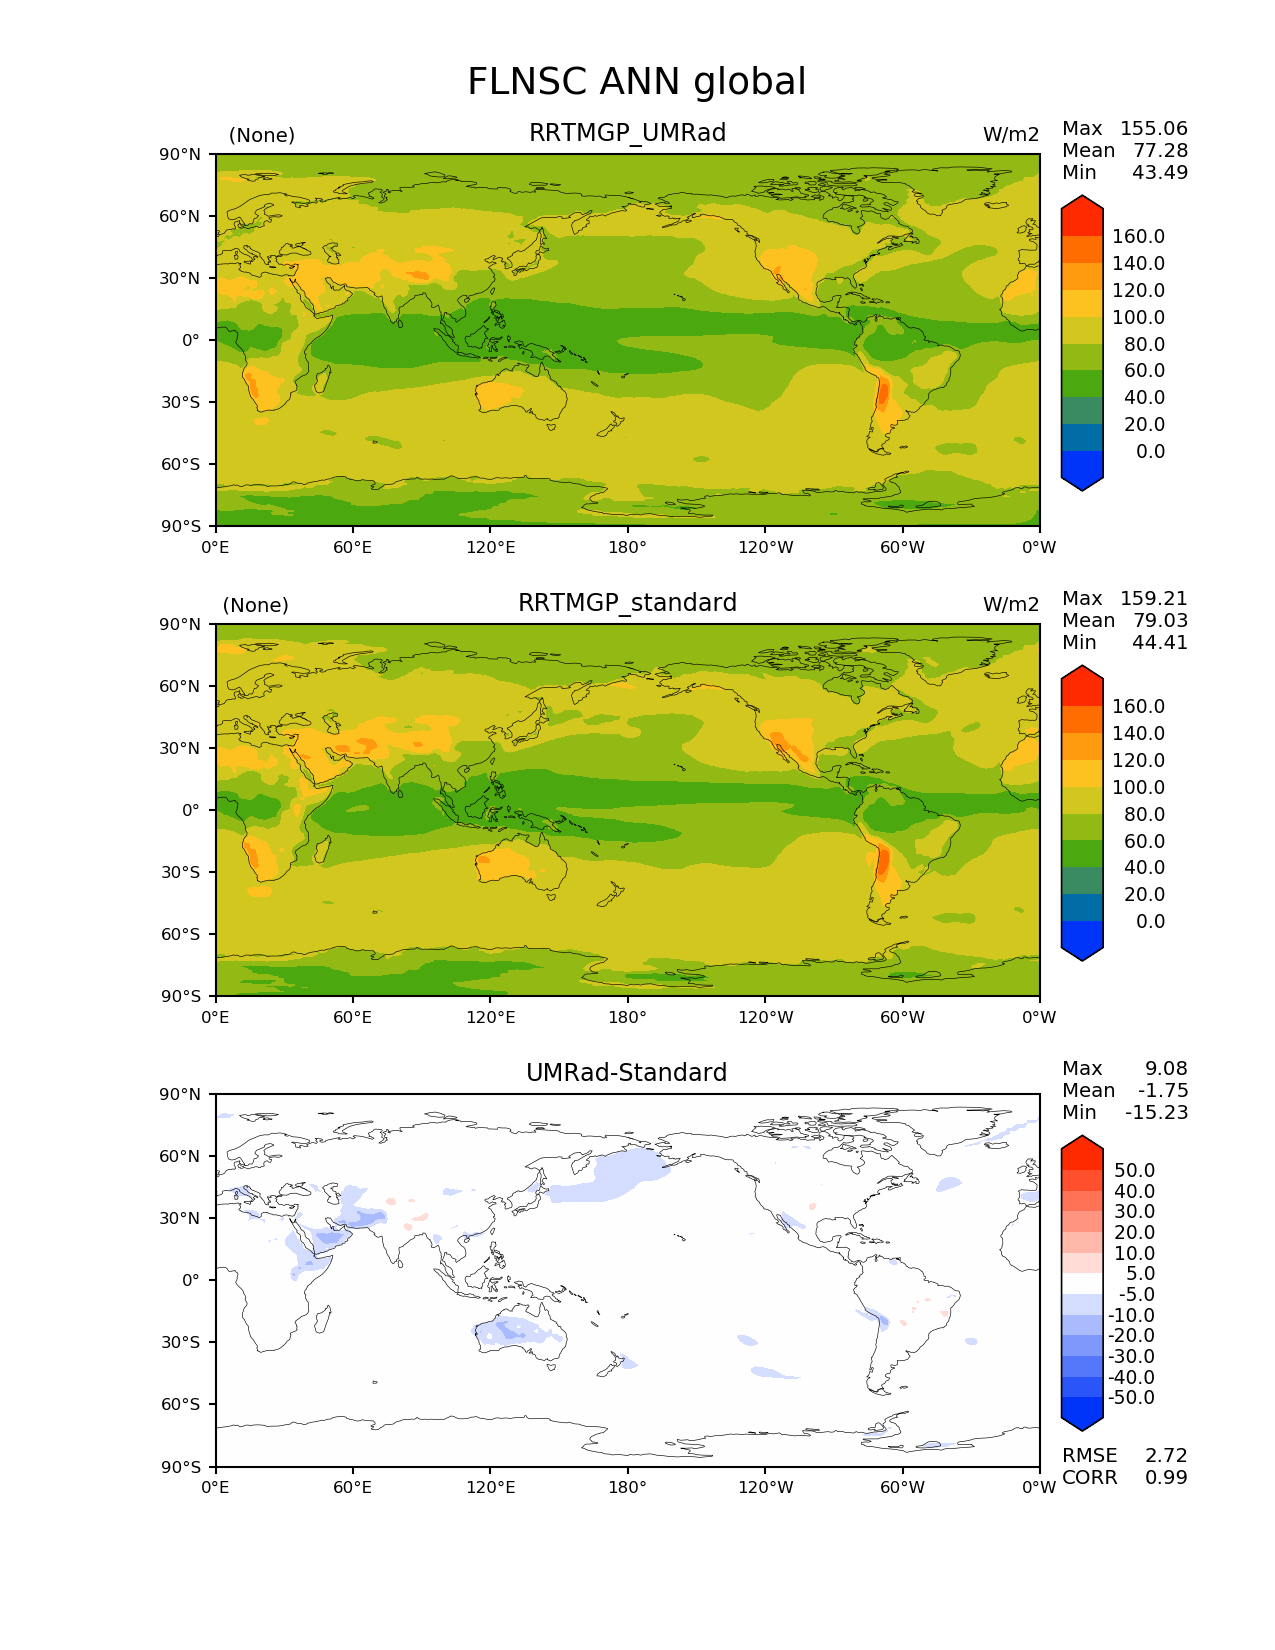 FLNSC ANN global
(None) RRTMGP_UMRad W/m2
Max 155.06
Mean 77.28
Min 43.49
90°N
60°N
30°N
0°
30°S
60°S
90°S
0°E 60°E 120°E 180° 120°W 60°W 0°W
160.0
140.0
120.0
100.0
80.0
60.0
40.0
20.0
0.0
(None) RRTMGP_standard W/m2
Max 159.21
Mean 79.03
Min 44.41
90°N
60°N
30°N
0°
30°S
60°S
90°S
0°E 60°E 120°E 180° 120°W 60°W 0°W
160.0
140.0
120.0
100.0
80.0
60.0
40.0
20.0
0.0
UMRad-Standard
Max 9.08
Mean -1.75
Min -15.23
90°N
60°N
30°N
0°
30°S
60°S
90°S
0°E 60°E 120°E 180° 120°W 60°W 0°W
50.0
40.0
30.0
20.0
10.0
5.0
-5.0
-10.0
-20.0
-30.0
-40.0
-50.0
RMSE 2.72
CORR 0.99